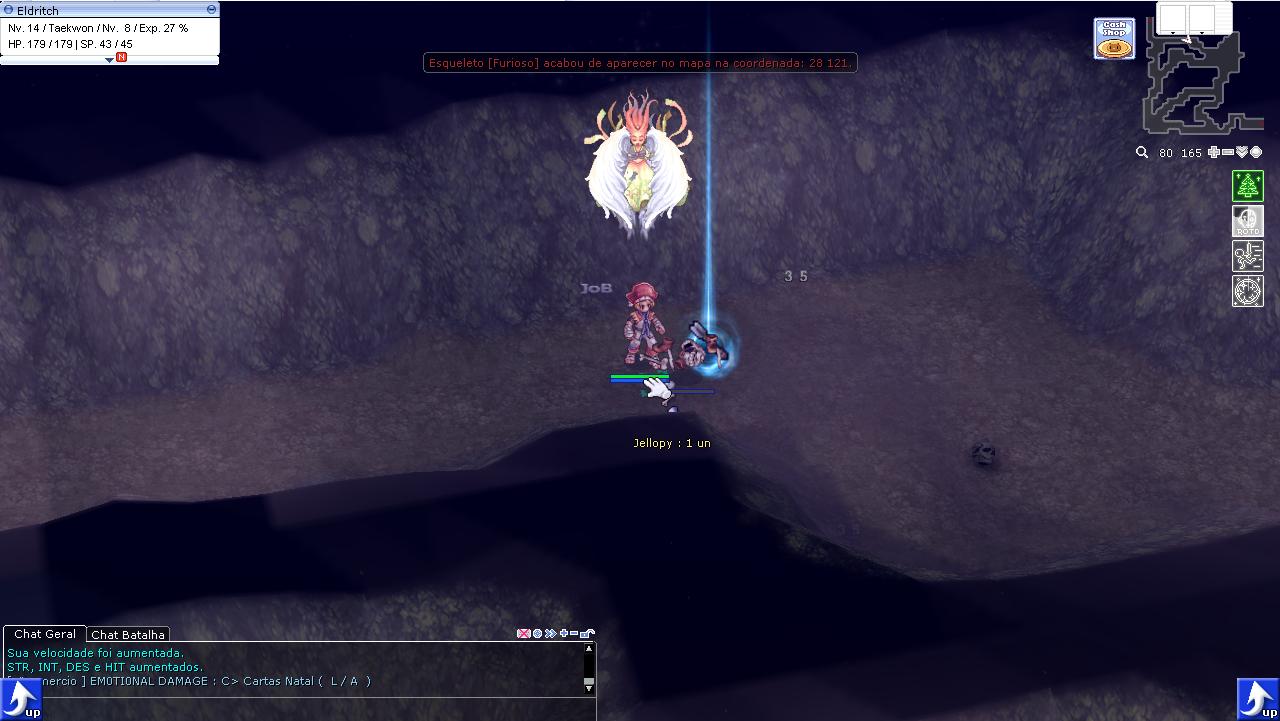 Eldritch
Nv. 14 / Taekwon / Nv. 8 / Exp. 27 %
HP. 179 / 179 | SP. 43 / 45
N
Cash Shop
Esqueleto [Furioso] acabou de aparecer no mapa na coordenada: 28 121.
80 165
ROTD
3 5
JoB
Jellopy : 1 un
Chat Geral Chat Batalha
Sua velocidade foi aumentada.
STR, INT, DES e HIT aumentados.
mercio ] EMOTIONAL DAMAGE : C> Cartas Natal ( L / A )
up
up